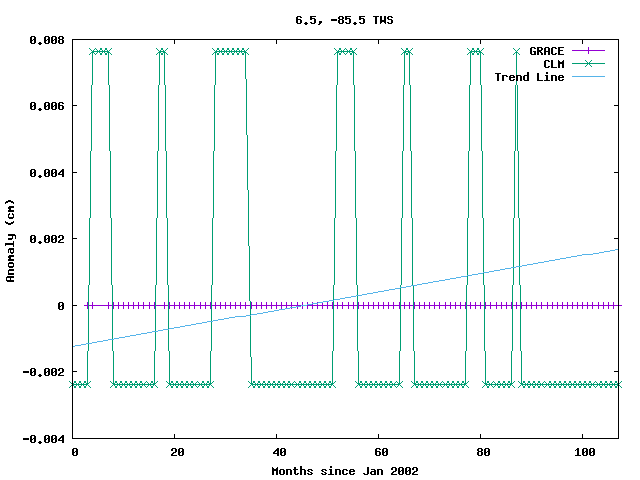 6.5, -85.5 TWS
GRACE
CLM
Trend Line
0.008
0.006
0.004
0.002
0
-0.002
-0.004
Anomaly (cm)
0 20 40 60 80 100
Months since Jan 2002